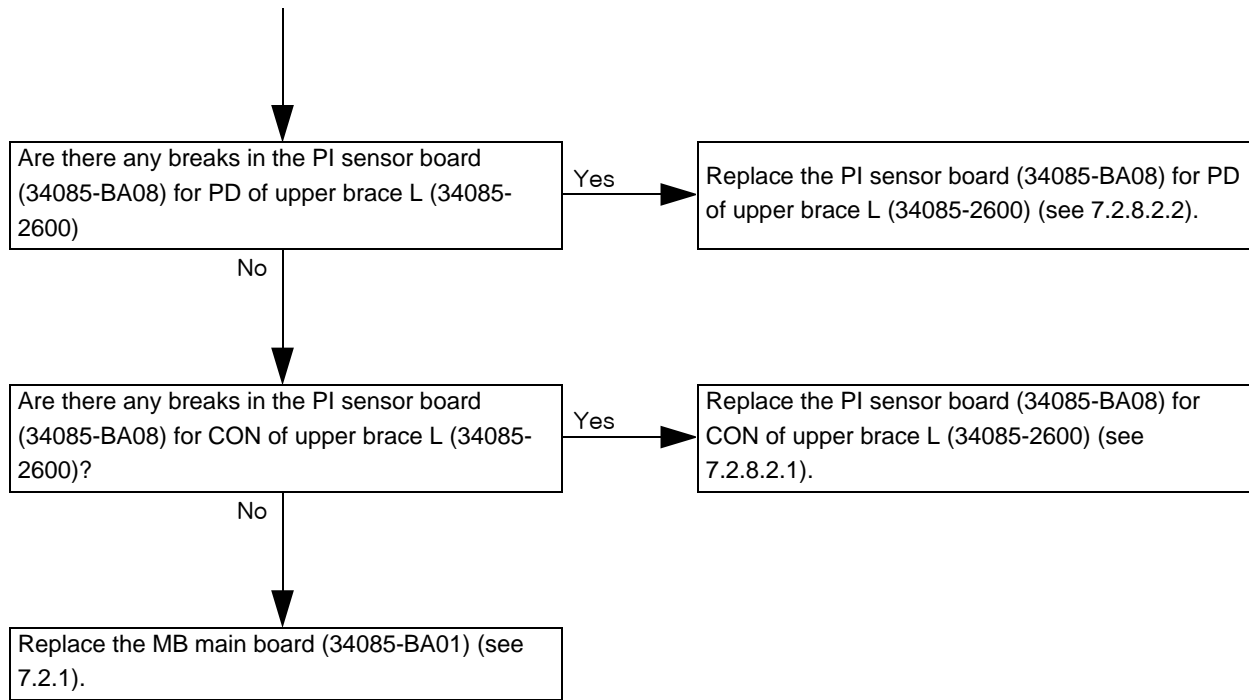 Are there any breaks in the PI sensor board
(34085-BA08) for PD of upper brace L (34085-
2600)
Yes
Replace the PI sensor board (34085-BA08) for PD
of upper brace L (34085-2600) (see 7.2.8.2.2).
No
Are there any breaks in the PI sensor board
(34085-BA08) for CON of upper brace L (34085-
2600)?
Yes
Replace the PI sensor board (34085-BA08) for
CON of upper brace L (34085-2600) (see
7.2.8.2.1).
No
Replace the MB main board (34085-BA01) (see
7.2.1).